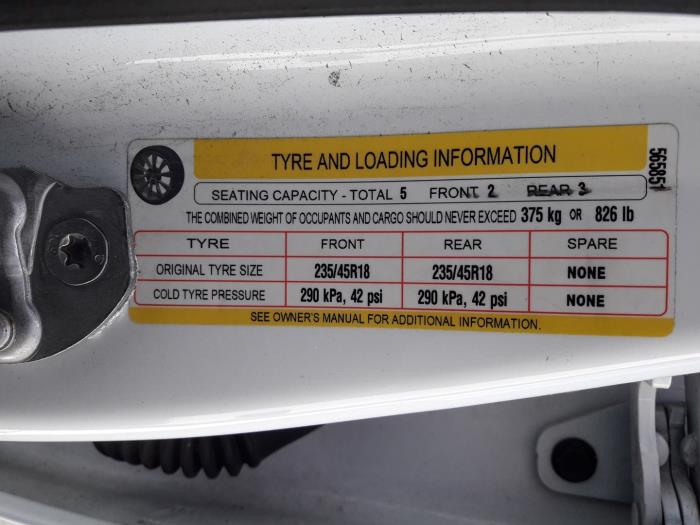 TYRE AND LOADING INFORMATION
565851
SEATING CAPACITY - TOTAL 5 FRONT 2 REAR 3
THE COMBINED WEIGHT OF OCCUPANTS AND CARGO SHOULD NEVER EXCEED 375 kg OR 826 lb
TYRE FRONT REAR SPARE
ORIGINAL TYRE SIZE 235/45R18 235/45R18 NONE
COLD TYRE PRESSURE 290 kPa, 42 psi 290 kPa, 42 psi NONE
SEE OWNER'S MANUAL FOR ADDITIONAL INFORMATION.